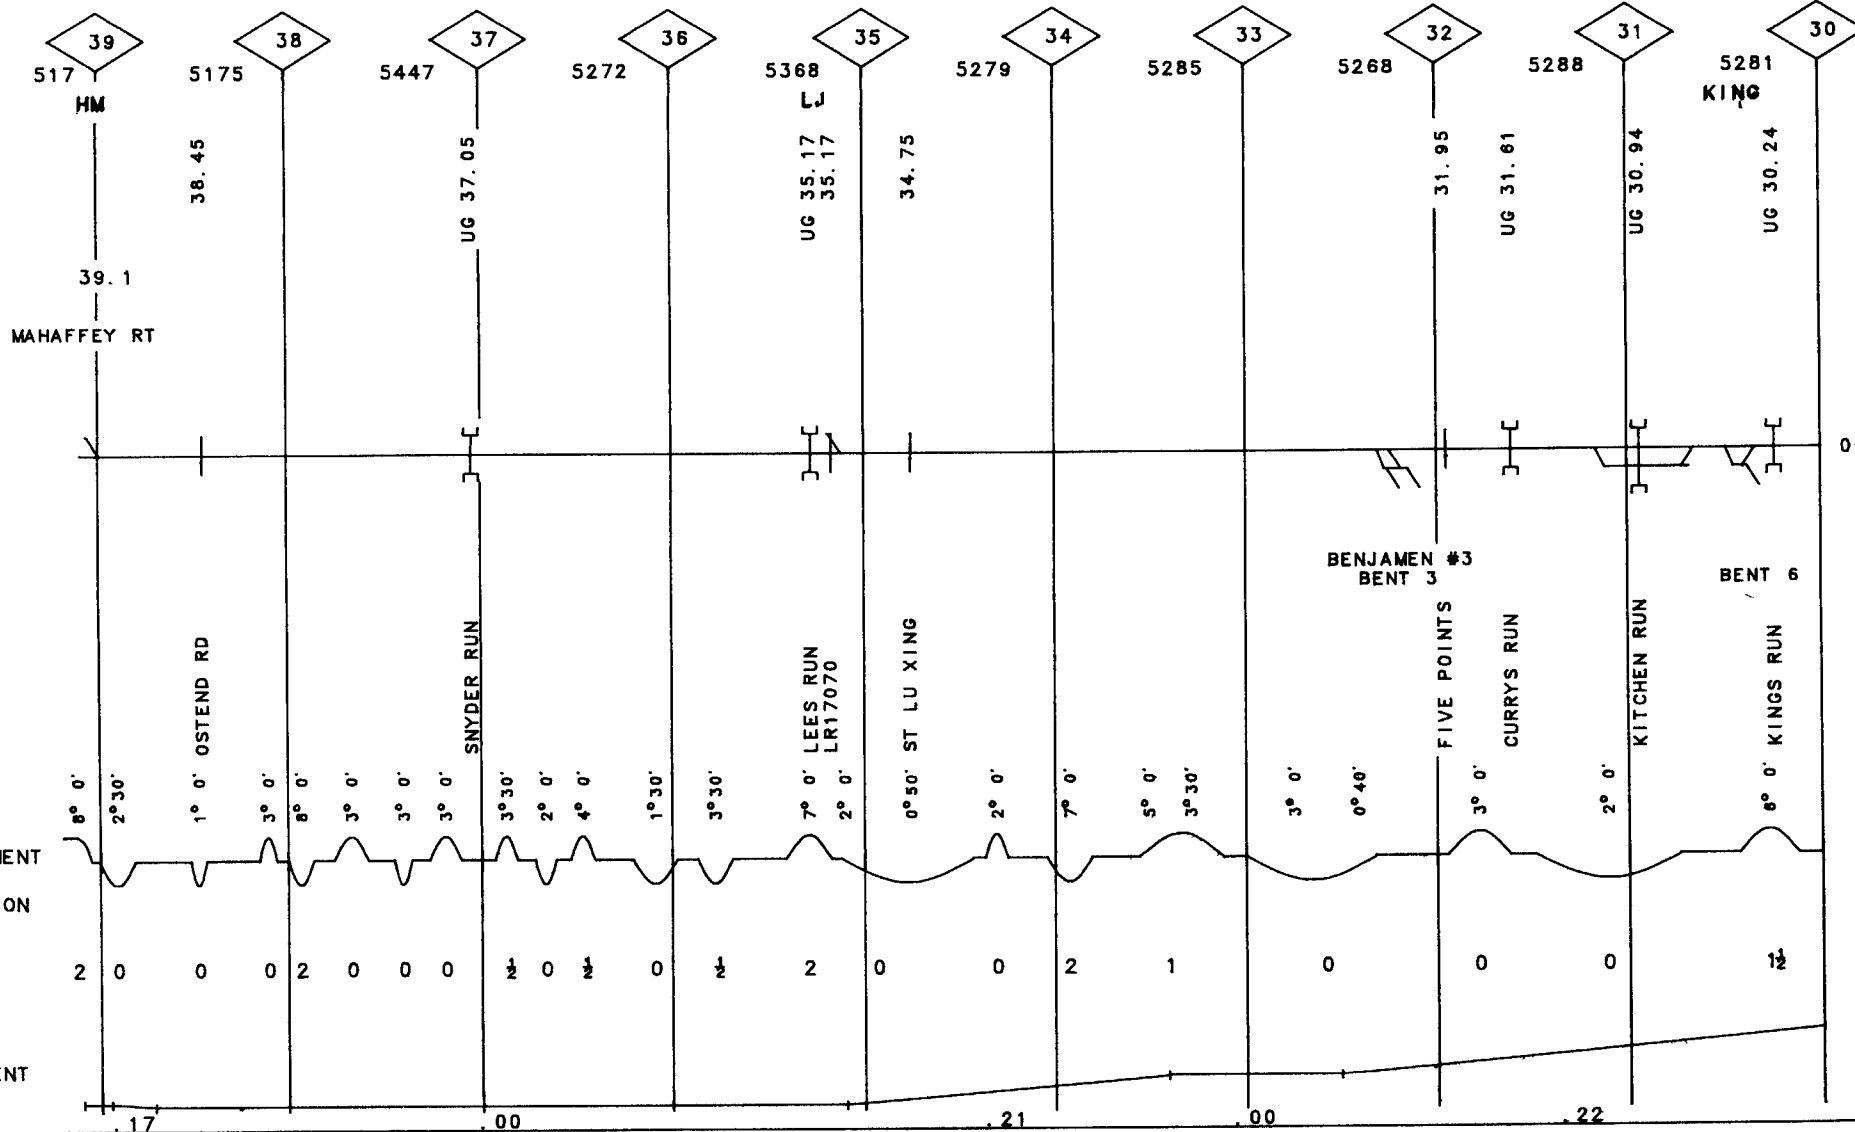 39 38 37 36 35 34 33 32 31 30
517 5175 5447 5272 5368 5279 5285 5268 5288 5281
HM LJ KING
38.45
UG 37.05
UG 35.17
35.17
34.75
31.95
UG 31.61
UG 30.94
UG 30.24
39.1
MAHAFFEY RT
0
BENJAMEN #3
BENT 3
BENT 6
OSTEND RD
SNYDER RUN
LEES RUN
LR17070
ST LU XING
FIVE POINTS
CURRYS RUN
KITCHEN RUN
KINGS RUN
8° 0' 2°30' 1° 0' 3° 0' 8° 0' 3° 0' 3° 0' 3° 0' 3°30' 2° 0' 4° 0' 1°30' 3°30' 7° 0' 2° 0' 0°50' 2° 0' 7° 0' 5° 0' 3°30' 3° 0' 0°40' 3° 0' 2° 0' 6° 0'
MENT
ON
2 0 0 0 2 0 0 0 ½ 0 ½ 0 ½ 2 0 0 2 1 0 0 0 1½
ENT
.17 .00 .21 .00 .22